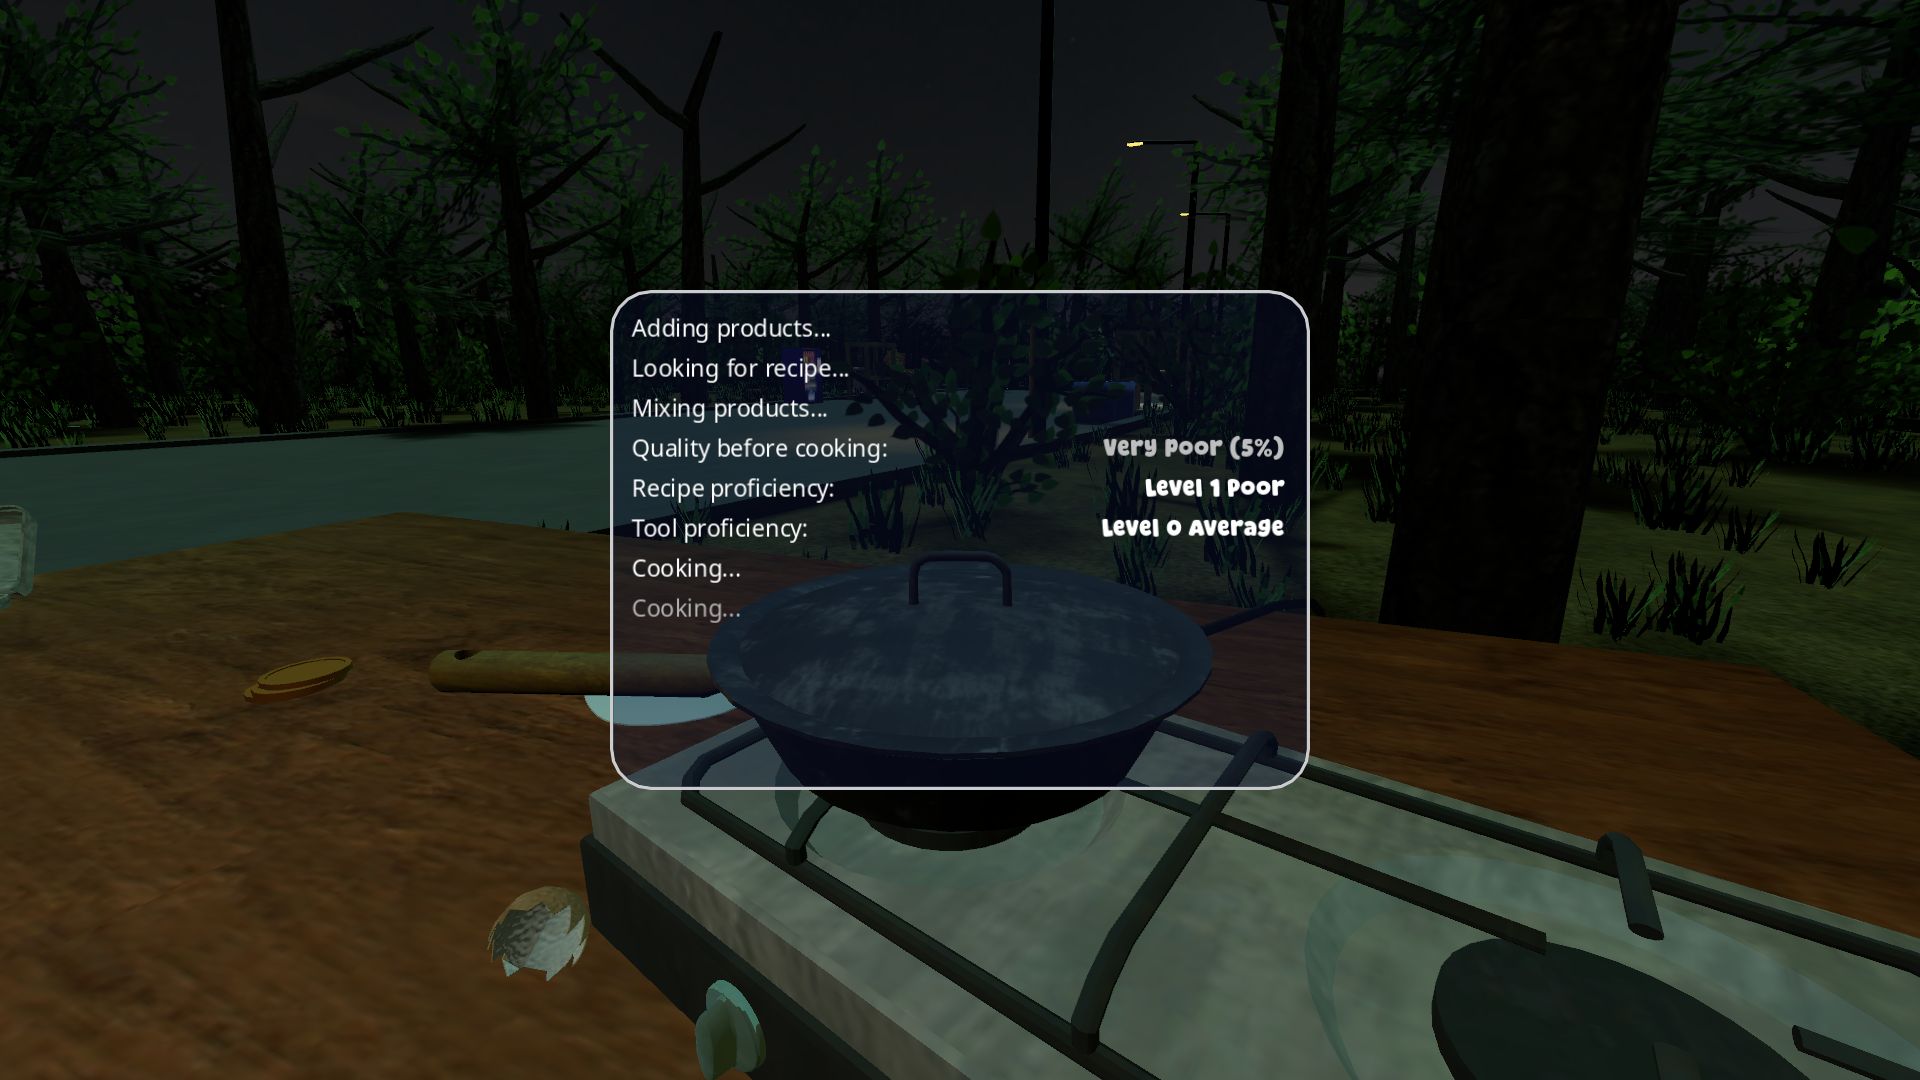 Adding products...
Looking for recipe...
Mixing products...
Quality before cooking: Very poor (5%)
Recipe proficiency: Level 1 Poor
Tool proficiency: Level 0 Average
Cooking...
Cooking...